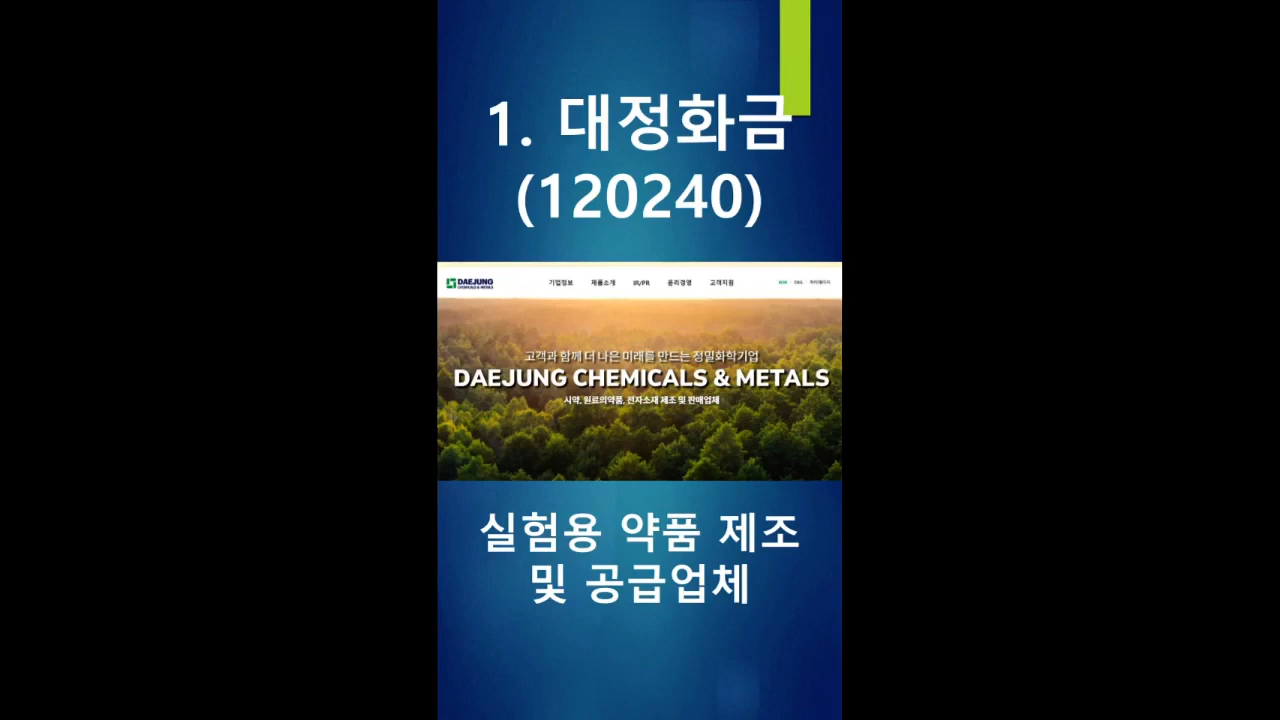 1. 대정화금
(120240)
DAEJUNG
CHEMICALS & METALS
기업정보 제품소개 IR/PR 윤리경영 고객지원
ENG
고객과 함께 더 나은 미래를 만드는 정밀화학기업
DAEJUNG CHEMICALS & METALS
시약, 원료의약품, 전자소재 제조 및 판매업체
실험용 약품 제조
및 공급업체